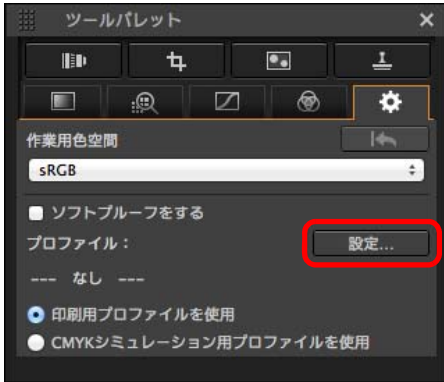 ツールパレット
作業用色空間
sRGB
ソフトプルーフをする
プロファイル：
設定...
--- なし ---
印刷用プロファイルを使用
CMYKシミュレーション用プロファイルを使用